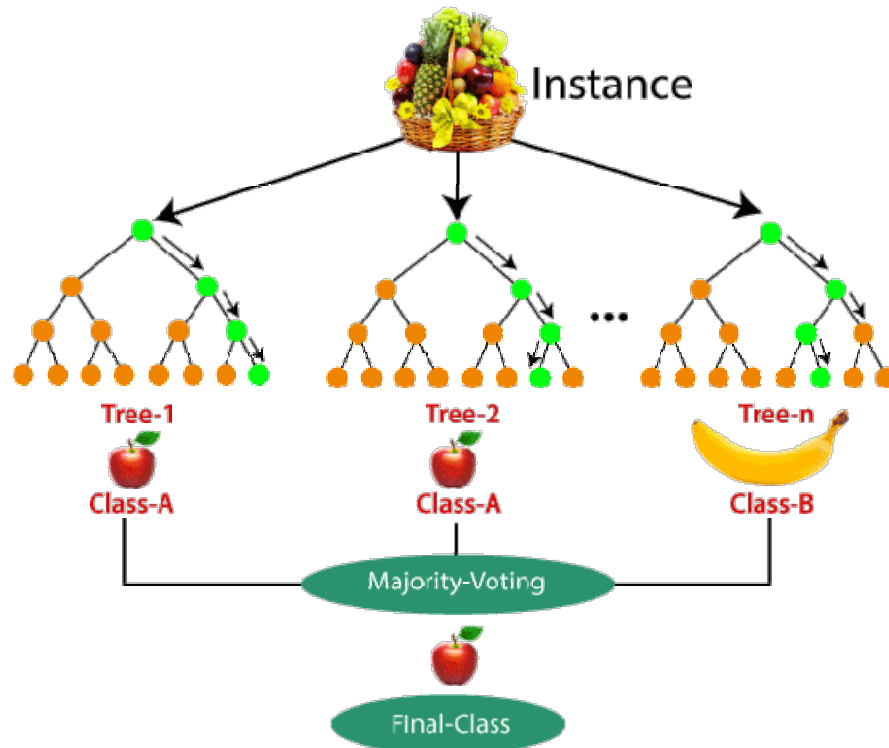 Instance
...
Tree-1
Tree-2
Tree-n
Class-A
Class-A
Class-B
Majority-Voting
Final-Class